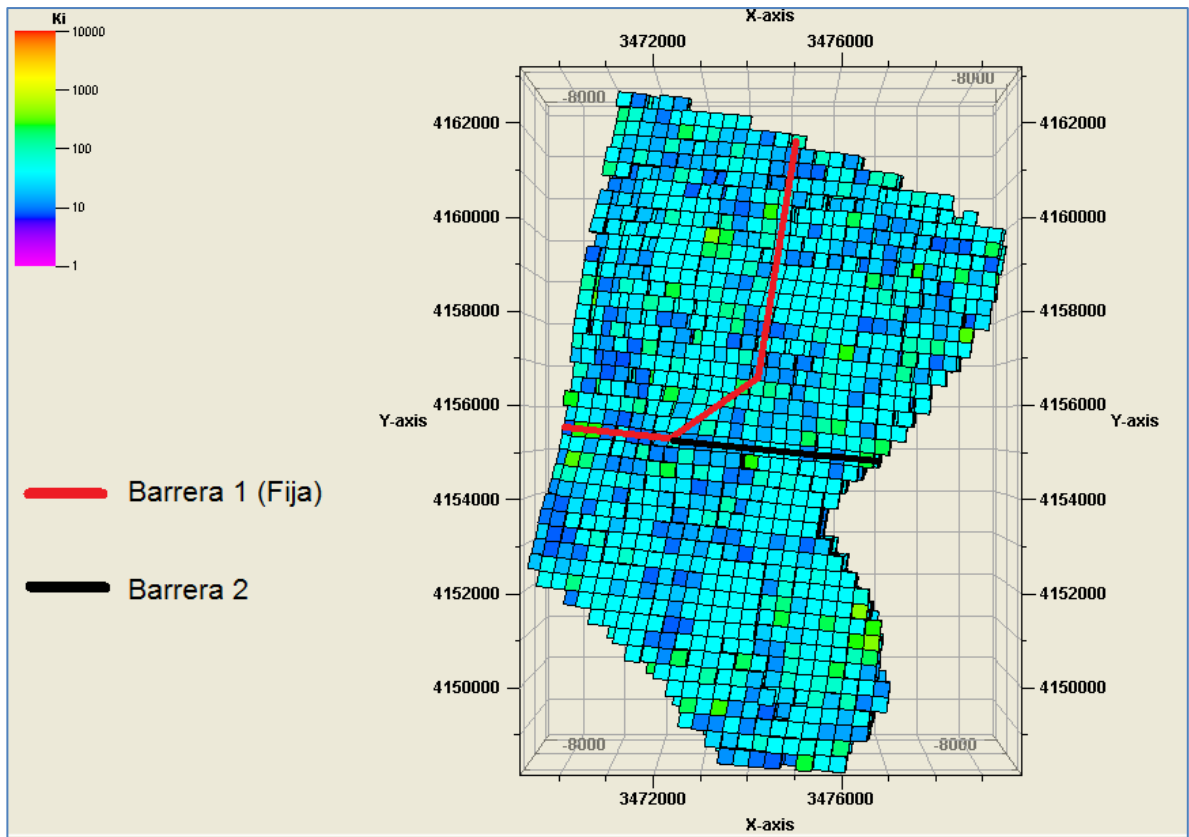 Ki
10000
1000
100
10
1
X-axis
3472000 3476000
-8000 -8000
4162000 4162000
4160000 4160000
4158000 4158000
4156000 4156000
Y-axis Y-axis
4154000 4154000
4152000 4152000
4150000 4150000
-8000 -8000
3472000 3476000
X-axis
Barrera 1 (Fija)
Barrera 2